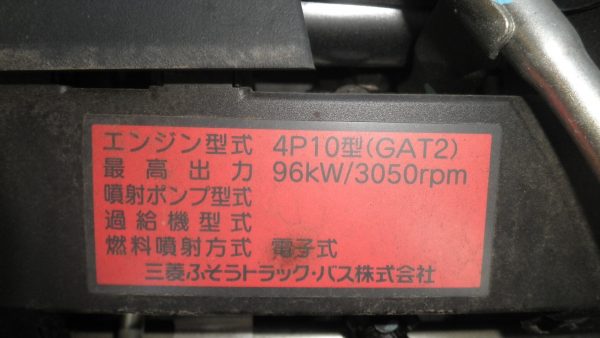 エンジン型式 4P10型(GAT2)
最高出力 96kW/3050rpm
噴射ポンプ型式
過給機型式
燃料噴射方式 電子式
三菱ふそうトラック・バス株式会社